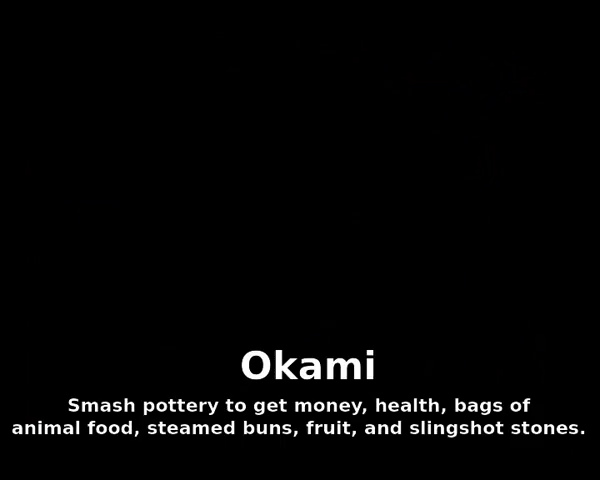 Okami
Smash pottery to get money, health, bags of
animal food, steamed buns, fruit, and slingshot stones.